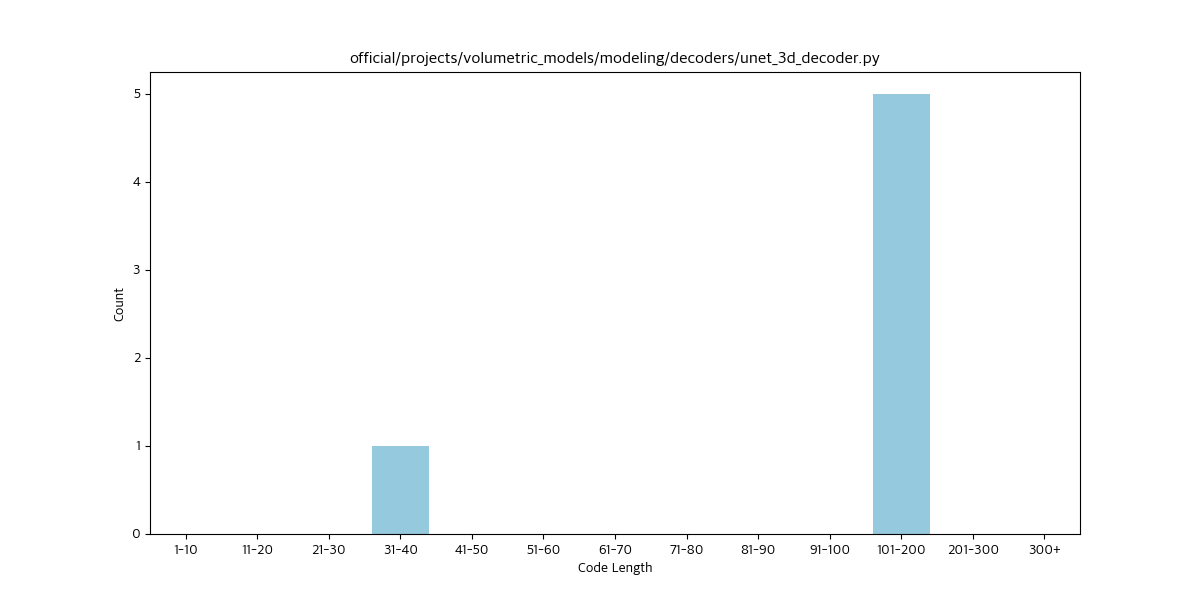 official/projects/volumetric_models/modeling/decoders/unet_3d_decoder.py
5
4
3
2
1
0
Count
1-10 11-20 21-30 31-40 41-50 51-60 61-70 71-80 81-90 91-100 101-200 201-300 300+
Code Length